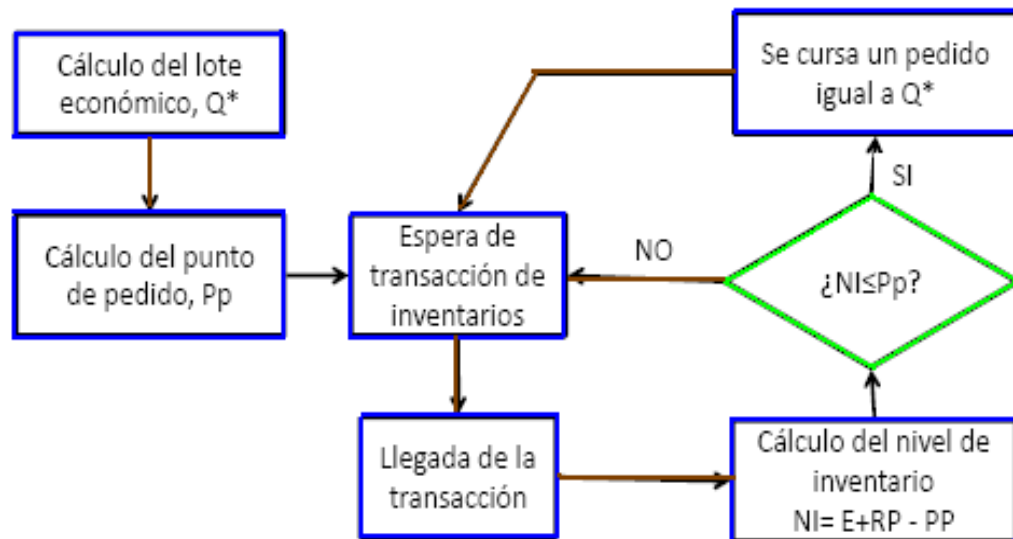 Cálculo del lote
económico, Q*
Se cursa un pedido
igual a Q*
SI
Cálculo del punto
de pedido, Pp
Espera de
transacción de
inventarios
NO
¿NI≤Pp?
Llegada de la
transacción
Cálculo del nivel de
inventario
NI= E+RP - PP